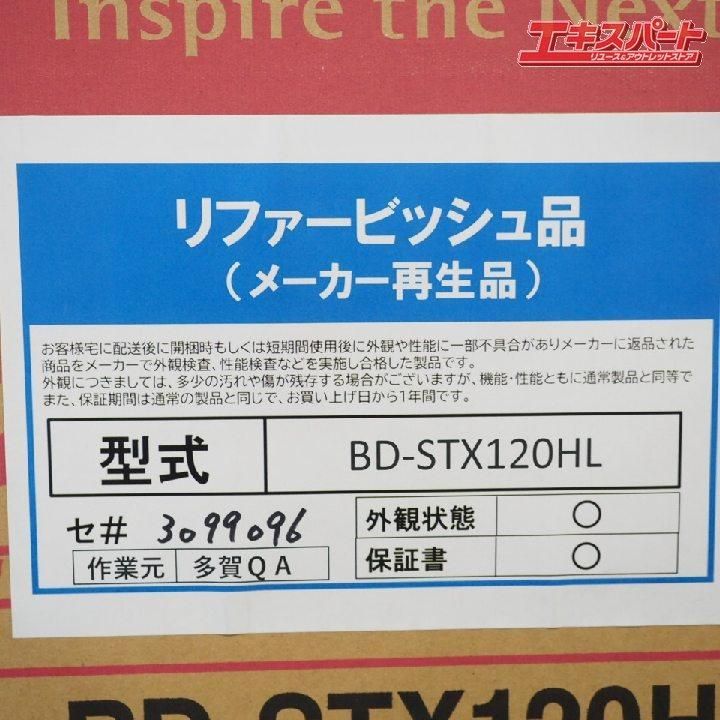 Inspire the Next
エキスパート
リユース&アウトレットストア
リファービッシュ品
(メーカー再生品)
お客様宅に配送後に開梱時もしくは短期間使用後に外観や性能に一部不具合がありメーカーに返品された
商品をメーカーで外観検査、性能検査などを実施し合格した製品です。
外観につきましては、多少の汚れや傷が残存する場合がございますが、機能・性能ともに通常製品と同等で
また、保証期間は通常の製品と同じで、お買い上げ日から1年間です。
型式 BD-STX120HL
セ# 3099096
作業元 多賀QA
外観状態 ○
保証書 ○
BD-STX120H